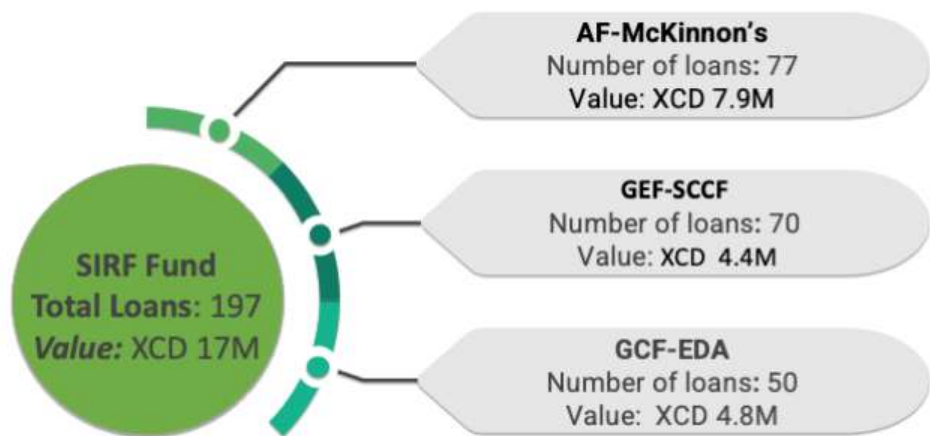 AF-McKinnon's
Number of loans: 77
Value: XCD 7.9M
GEF-SCCF
Number of loans: 70
Value: XCD 4.4M
SIRF Fund
Total Loans: 197
Value: XCD 17M
GCF-EDA
Number of loans: 50
Value: XCD 4.8M